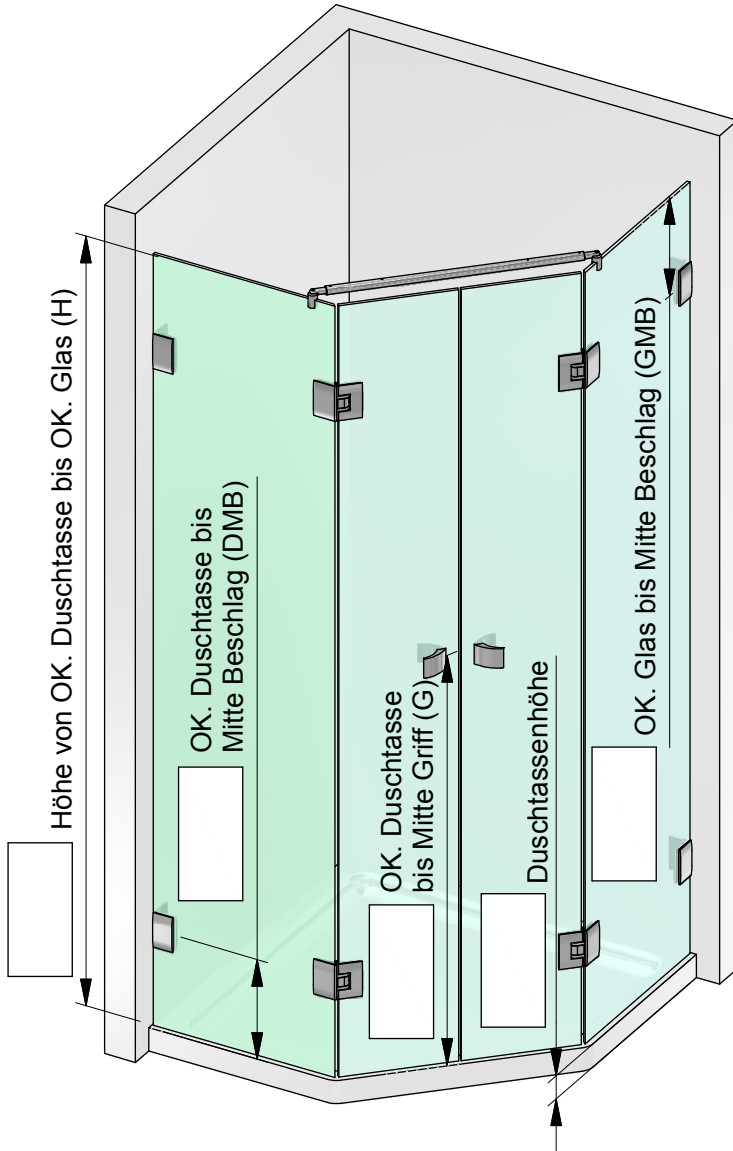 Höhe von OK. Duschtasse bis OK. Glas (H)
OK. Duschtasse bis
Mitte Beschlag (DMB)
OK. Duschtasse
bis Mitte Griff (G)
Duschtassenhöhe
OK. Glas bis Mitte Beschlag (GMB)